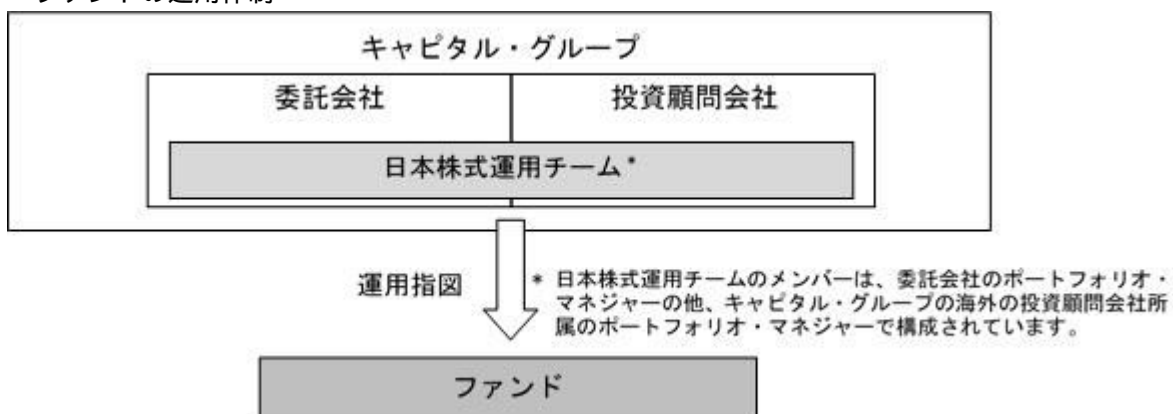 キャピタル・グループ
委託会社
投資顧問会社
日本株式運用チーム*
運用指図
* 日本株式運用チームのメンバーは、委託会社のポートフォリオ・
マネジャーの他、キャピタル・グループの海外の投資顧問会社所
属のポートフォリオ・マネジャーで構成されています。
ファンド